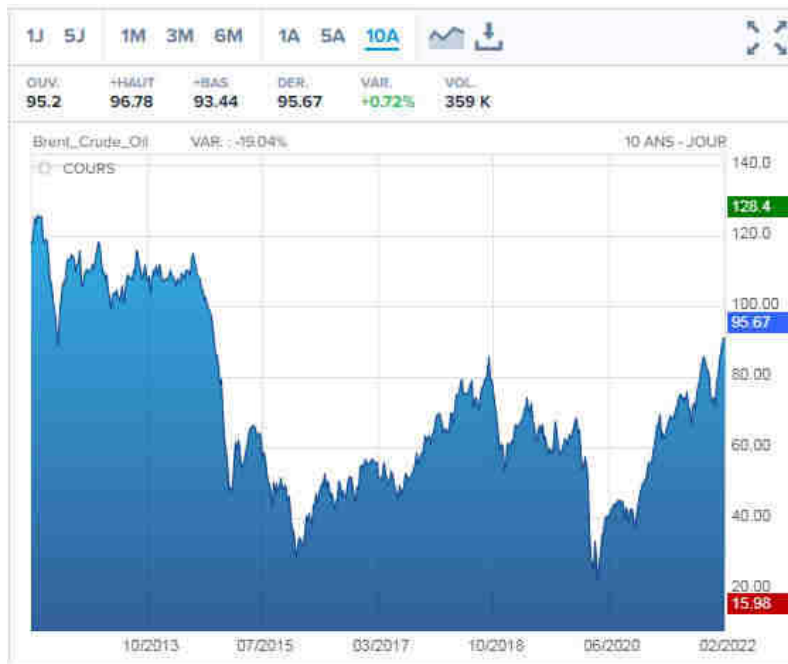 1J 5J 1M 3M 6M 1A 5A 10A
OUV. +HAUT +BAS DER. VAR. VOL.
95.2 96.78 93.44 95.67 +0.72% 359 K
Brent_Crude_Oil VAR. : -19.04% 10 ANS - JOUR
COURS
140.0
128.4
120.0
100.00
95.67
80.00
60.00
40.00
20.00
15.98
10/2013 07/2015 03/2017 10/2018 06/2020 02/2022